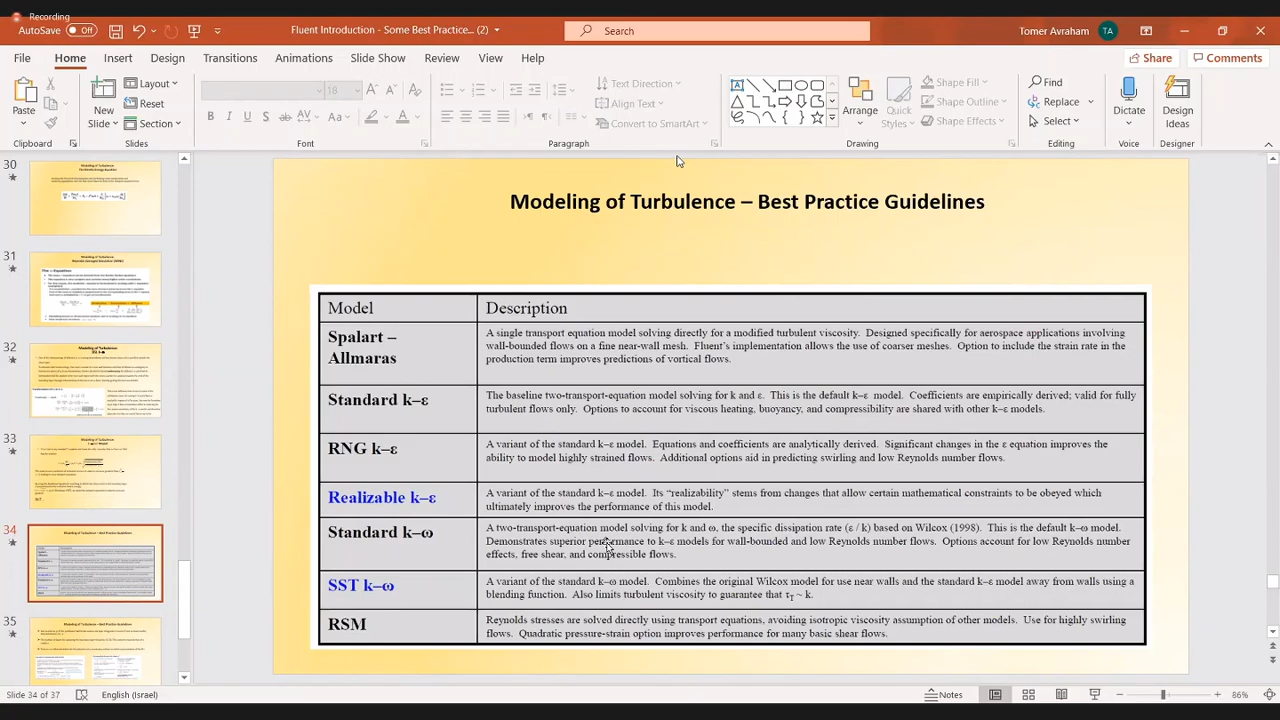 Recording
AutoSave Off
Fluent Introduction - Some Best Practice... (2)
Search
Tomer Avraham
TA
File Home Insert Design Transitions Animations Slide Show Review View Help
Share Comments
Paste
New
Slide
Layout
Reset
Section
18
Text Direction
Align Text
Convert to SmartArt
Arrange
Quick
Styles
Shape Fill
Shape Outline
Shape Effects
Find
Replace
Select
Dictate
Design
Ideas
Clipboard Slides Font Paragraph Drawing Editing Voice Designer
30
31
32
33
34
35
Modeling of Turbulence – Best Practice Guidelines
Model Description
Spalart –
Allmaras
A single transport equation model solving directly for a modified turbulent viscosity. Designed specifically for aerospace applications involving
wall-bounded flows on a fine near-wall mesh. Fluent's implementation allows the use of coarser meshes. Option to include the strain rate in the
production term improves predictions of vortical flows.
Standard k–ε
The baseline two-transport-equation model solving for k and ε. This is the default k–ε model. Coefficients are empirically derived; valid for fully
turbulent flows only. Options to account for viscous heating, buoyancy, and compressibility are shared with other k–ε models.
RNG k–ε
A variant of the standard k–ε model. Equations and coefficients are analytically derived. Significant changes in the ε equation improves the
ability to model highly strained flows. Additional options aid in predicting swirling and low Reynolds number flows.
Realizable k–ε
A variant of the standard k–ε model. Its "realizability" stems from changes that allow certain mathematical constraints to be obeyed which
ultimately improves the performance of this model.
Standard k–ω
A two-transport-equation model solving for k and ω, the specific dissipation rate (ε / k) based on Wilcox (1998). This is the default k–ω model.
Demonstrates superior performance to k–ε models for wall-bounded and low Reynolds number flows. Options account for low Reynolds number
effects, free shear, and compressible flows.
SST k–ω
A variant of the standard k–ω model. Combines the original Wilcox model for use near walls and the standard k–ε model away from walls using a
blending function. Also limits turbulent viscosity to guarantee that τT ~ k.
RSM
Reynolds stresses are solved directly using transport equations, avoiding isotropic viscosity assumption of other models. Use for highly swirling
flows. Quadratic pressure-strain option improves performance for many basic shear flows.
Slide 34 of 37 English (Israel) Notes 86%